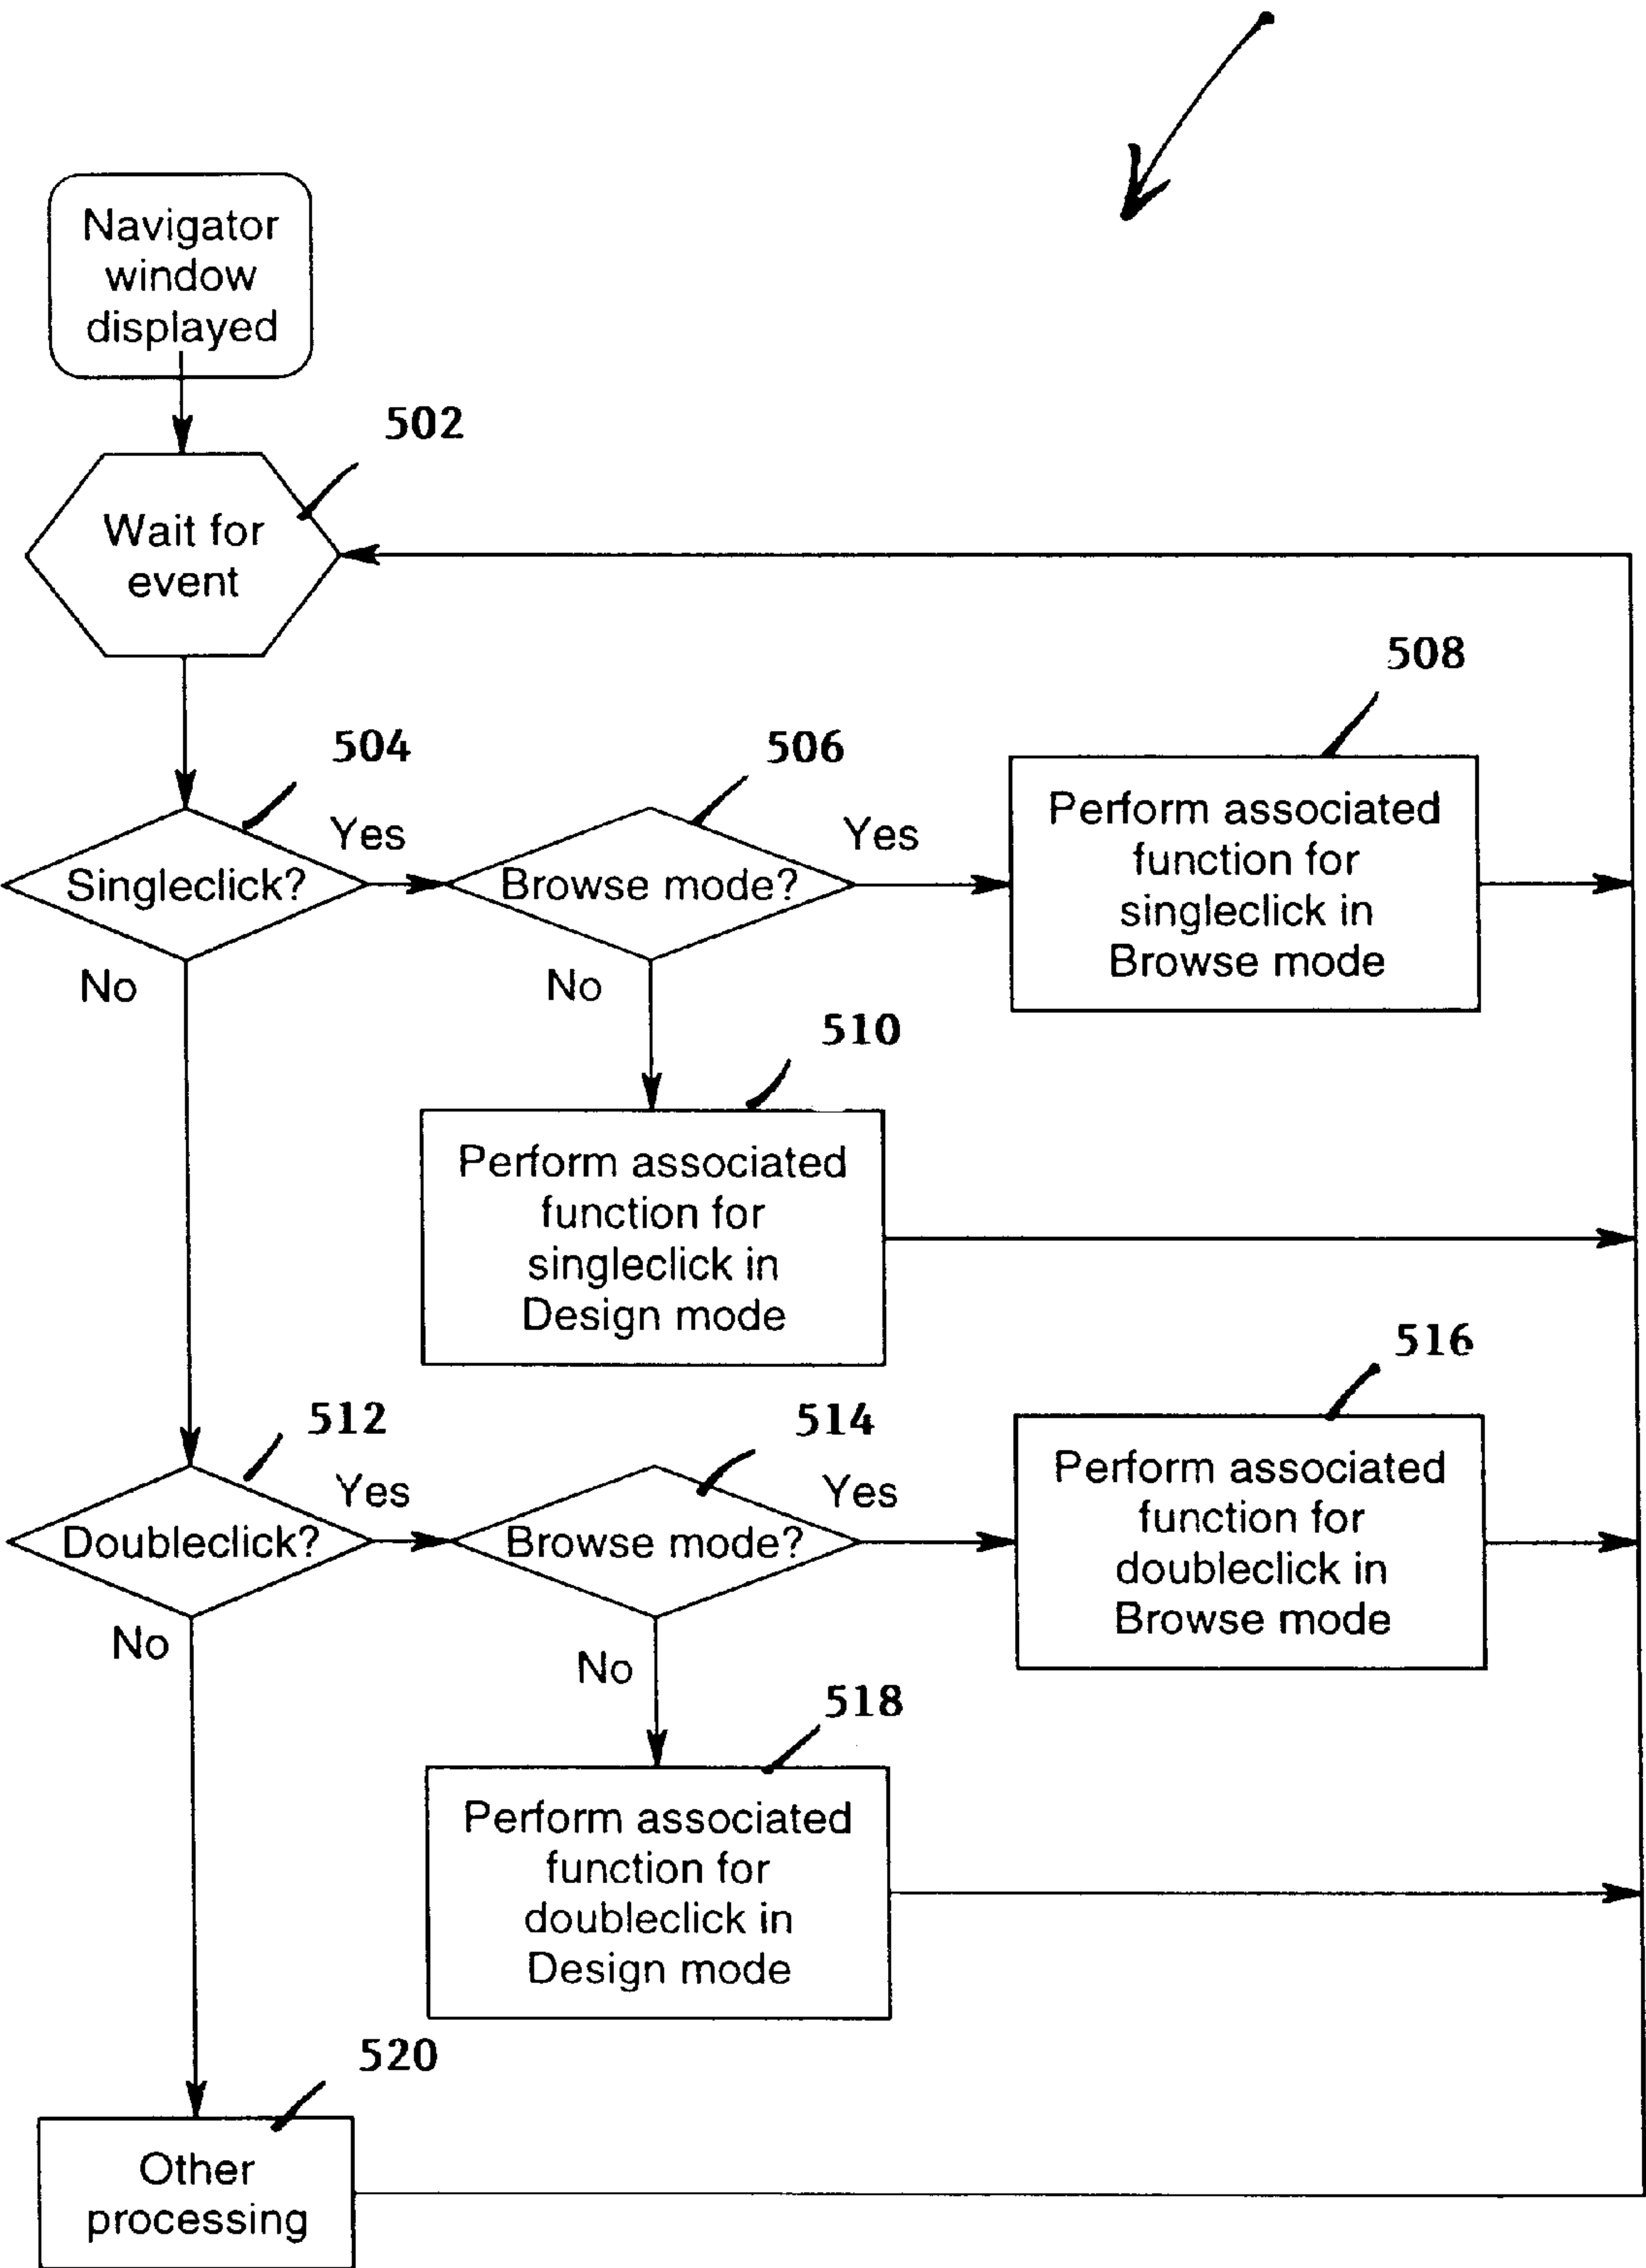 Navigator
window
displayed
502
Wait for
event
508
504
506
Singleclick?
Yes
Browse mode?
Yes
Perform associated
function for
singleclick in
Browse mode
No
No
510
Perform associated
function for
singleclick in
Design mode
516
512
514
Doubleclick?
Yes
Browse mode?
Yes
Perform associated
function for
doubleclick in
Browse mode
No
No
518
Perform associated
function for
doubleclick in
Design mode
520
Other
processing